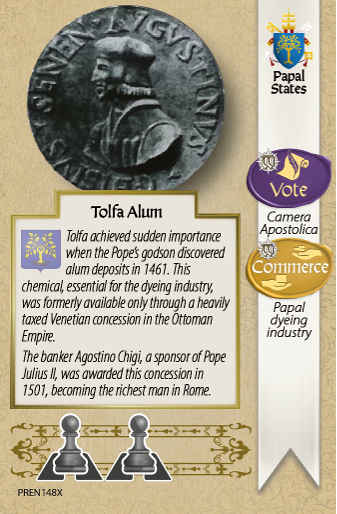 AVGVSTINVS
SENEN
Papal
States
Vote
Camera
Apostolica
Commerce
Papal
dyeing
industry
Tolfa Alum
Tolfa achieved sudden importance
when the Pope's godson discovered
alum deposits in 1461. This
chemical, essential for the dyeing industry,
was formerly available only through a heavily
taxed Venetian concession in the Ottoman
Empire.
The banker Agostino Chigi, a sponsor of Pope
Julius II, was awarded this concession in
1501, becoming the richest man in Rome.
PREN148X